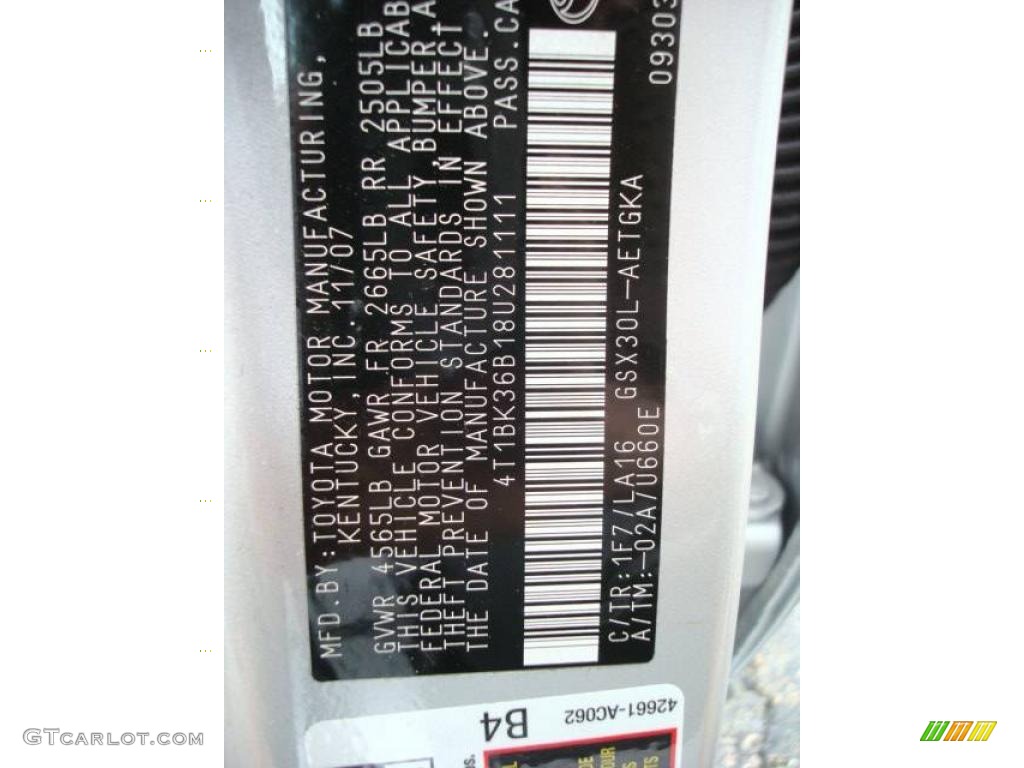 MFD.BY:TOYOTA MOTOR MANUFACTURING,
KENTUCKY,INC.11/07
GVWR 4565LB GAWR FR 2665LB RR 2505LB
THIS VEHICLE CONFORMS TO ALL APPLICAB
FEDERAL MOTOR VEHICLE SAFETY,BUMPER A
THEFT PREVENTION STANDARDS IN EFFECT
THE DATE OF MANUFACTURE SHOWN ABOVE.
4T1BK36B18U281111 PASS.CA
C/TR:1F7/LA16 GSX30L-AETGKA
A/TM:-02A/U660E
09303
42661-AC062
B4
GTCARLOT.COM